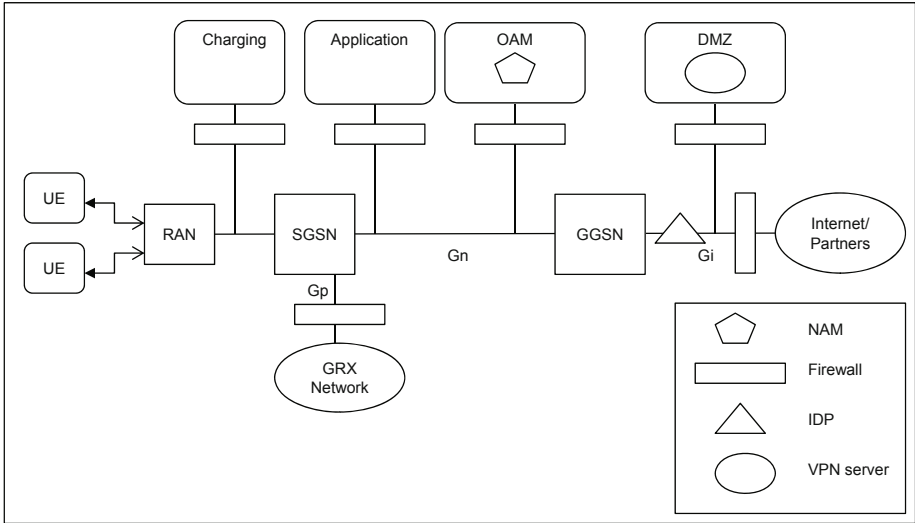 Charging
Application
OAM
DMZ
UE
UE
RAN
SGSN
GGSN
Gn
Gi
Internet/
Partners
Gp
GRX
Network
NAM
Firewall
IDP
VPN server